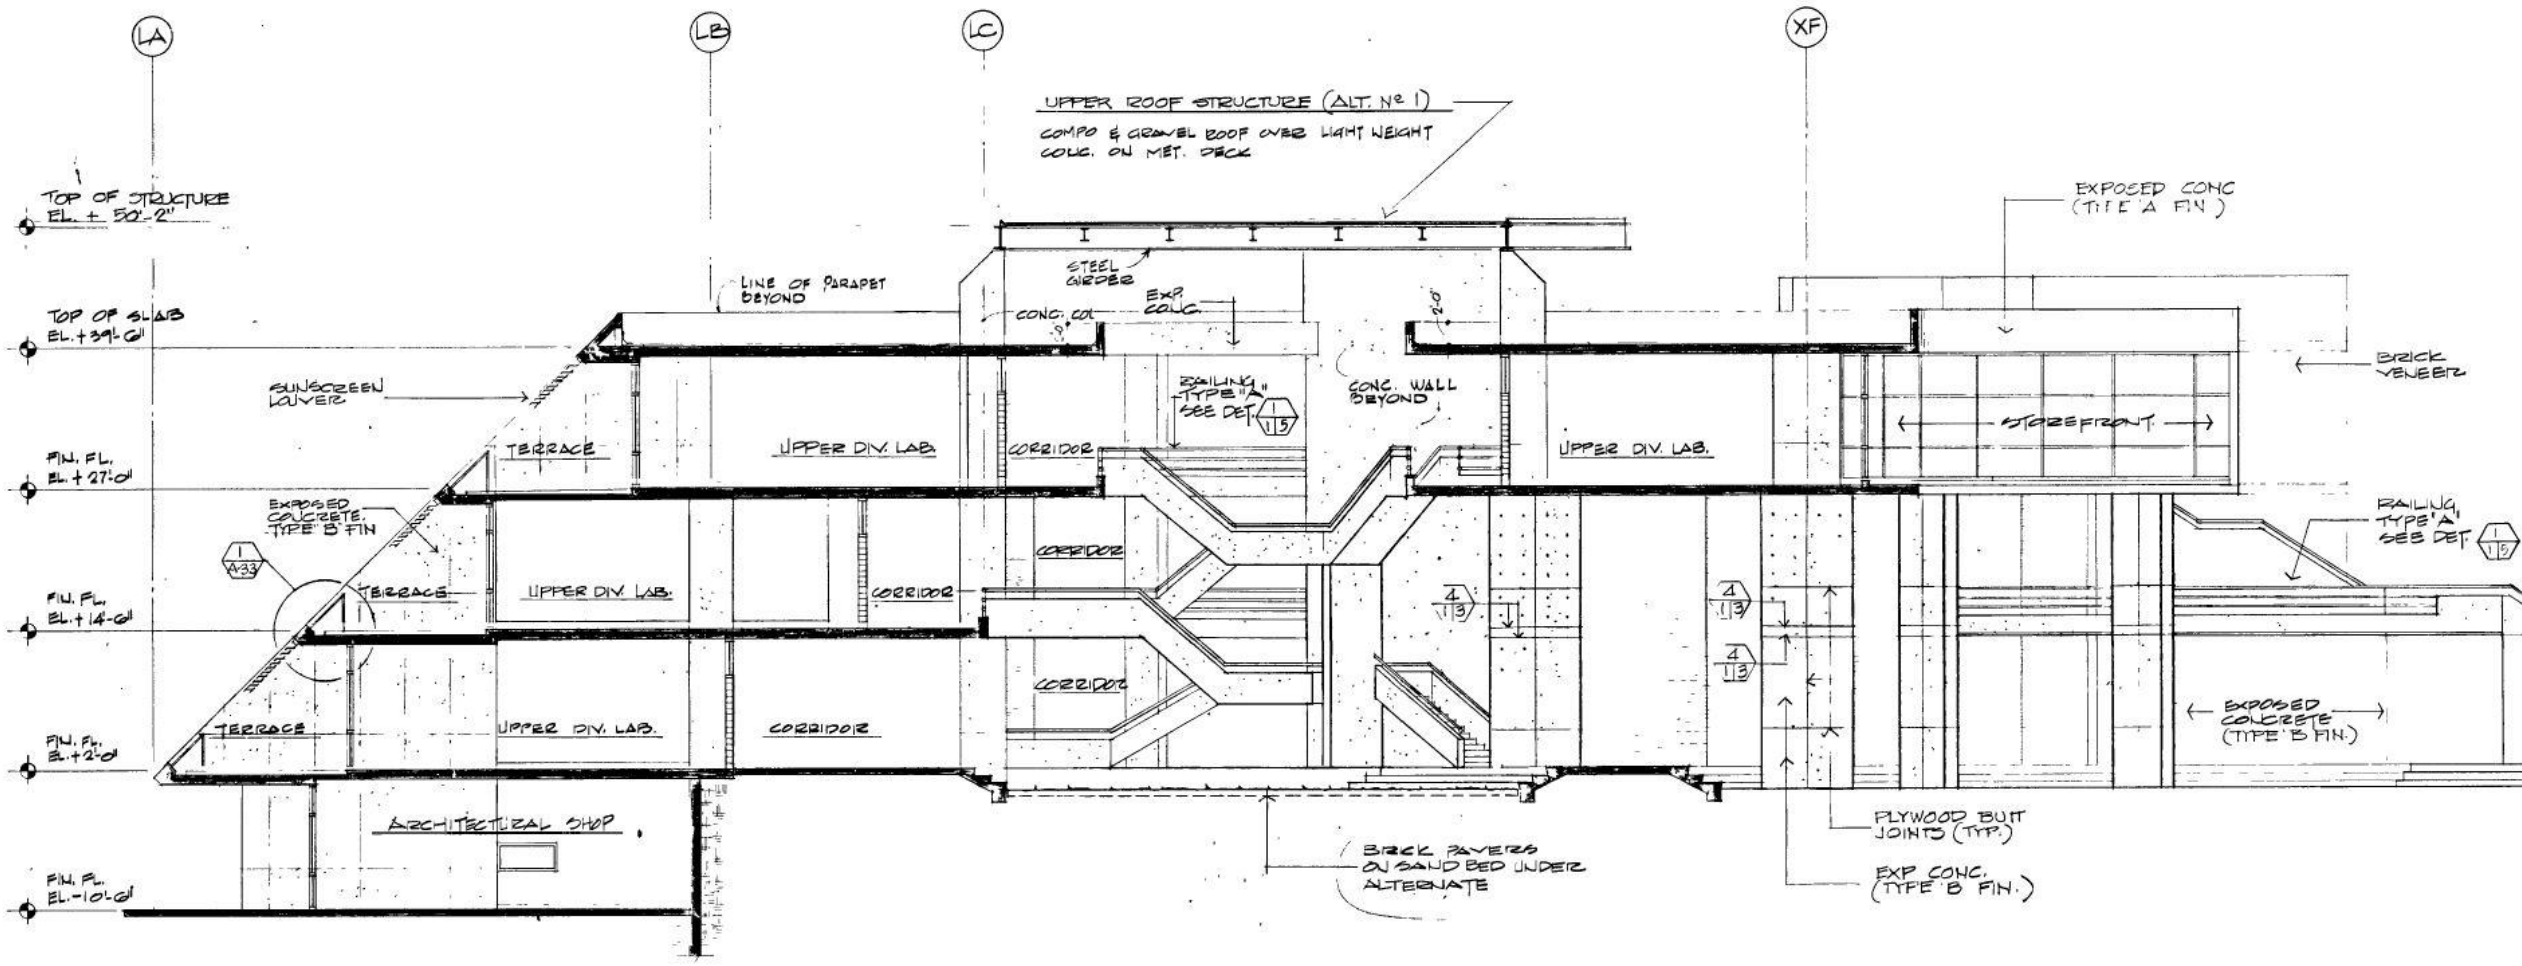 LA
LB
LC
XF
UPPER ROOF STRUCTURE (ALT. Nº 1)
COMPO & GRAVEL ROOF OVER LIGHT WEIGHT
CONC. ON MET. DECK
TOP OF STRUCTURE
EL. + 50'-2"
EXPOSED CONC
(TYPE 'A' FIN)
LINE OF PARAPET
BEYOND
STEEL
GIRDER
EXP.
CONC.
CONC. COL
2'-0"
TOP OF SLAB
EL. +39'-6"
SUNSCREEN
LOUVER
RAILING
TYPE "A"
SEE DET.
1
15
CONC. WALL
BEYOND
BRICK
VENEER
STOREFRONT
TERRACE
UPPER DIV. LAB.
CORRIDOR
UPPER DIV. LAB.
FIN. FL.
EL. +27'-0"
EXPOSED
CONCRETE
TYPE 'B' FIN
RAILING
TYPE 'A'
SEE DET.
1
15
1
A-33
CORRIDOR
TERRACE
UPPER DIV. LAB.
CORRIDOR
4
13
4
13
FIN. FL.
EL. +14'-6"
4
13
CORRIDOR
TERRACE
UPPER DIV. LAB.
CORRIDOR
EXPOSED
CONCRETE
(TYPE 'B' FIN.)
FIN. FL.
EL. +2'-0"
ARCHITECTURAL SHOP
PLYWOOD BUTT
JOINTS (TYP.)
BRICK PAVERS
ON SAND BED UNDER
ALTERNATE
EXP CONC.
(TYPE 'B' FIN.)
FIN. FL.
EL. -10'-6"